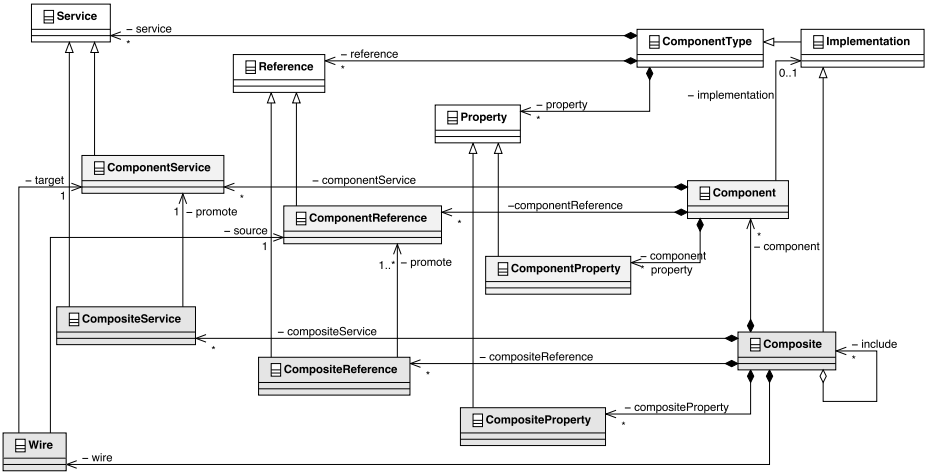 Service
– service
*
ComponentType
Implementation
– reference
*
Reference
0..1
– implementation
– property
*
Property
ComponentService
– target
1
– componentService
*
Component
1
– promote
–componentReference
*
ComponentReference
– source
1
*
– component
1..*
– promote
– component
* property
ComponentProperty
CompositeService
– compositeService
*
Composite
– include
*
– compositeReference
*
CompositeReference
– compositeProperty
*
CompositeProperty
Wire
– wire